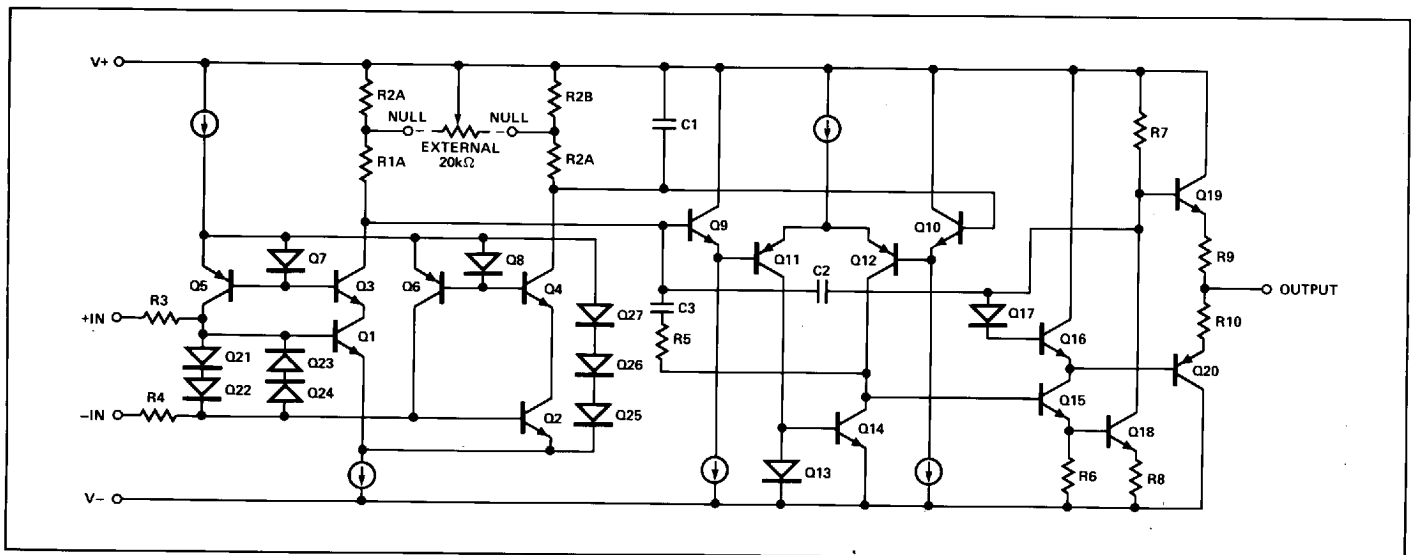 V+
R2A
NULL
NULL
R2B
EXTERNAL
20kΩ
R1A
R2A
C1
R7
Q19
Q9
Q10
Q11
Q12
R9
Q7
Q8
Q5
Q3
Q6
Q4
C2
OUTPUT
R3
+IN
C3
Q17
R10
Q27
Q1
Q16
R5
Q21
Q23
Q26
Q20
Q22
Q24
R4
–IN
Q25
Q15
Q2
Q14
Q18
Q13
R6
R8
V–